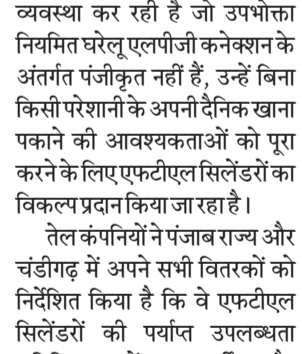 व्यवस्था कर रही है जो उपभोक्ता
नियमित घरेलू एलपीजी कनेक्शन के
अंतर्गत पंजीकृत नहीं हैं, उन्हें बिना
किसी परेशानी के अपनी दैनिक खाना
पकाने की आवश्यकताओं को पूरा
करने के लिए एफटीएल सिलेंडरों का
विकल्प प्रदान किया जा रहा है।
तेल कंपनियों ने पंजाब राज्य और
चंडीगढ़ में अपने सभी वितरकों को
निर्देशित किया है कि वे एफटीएल
सिलेंडरों की पर्याप्त उपलब्धता